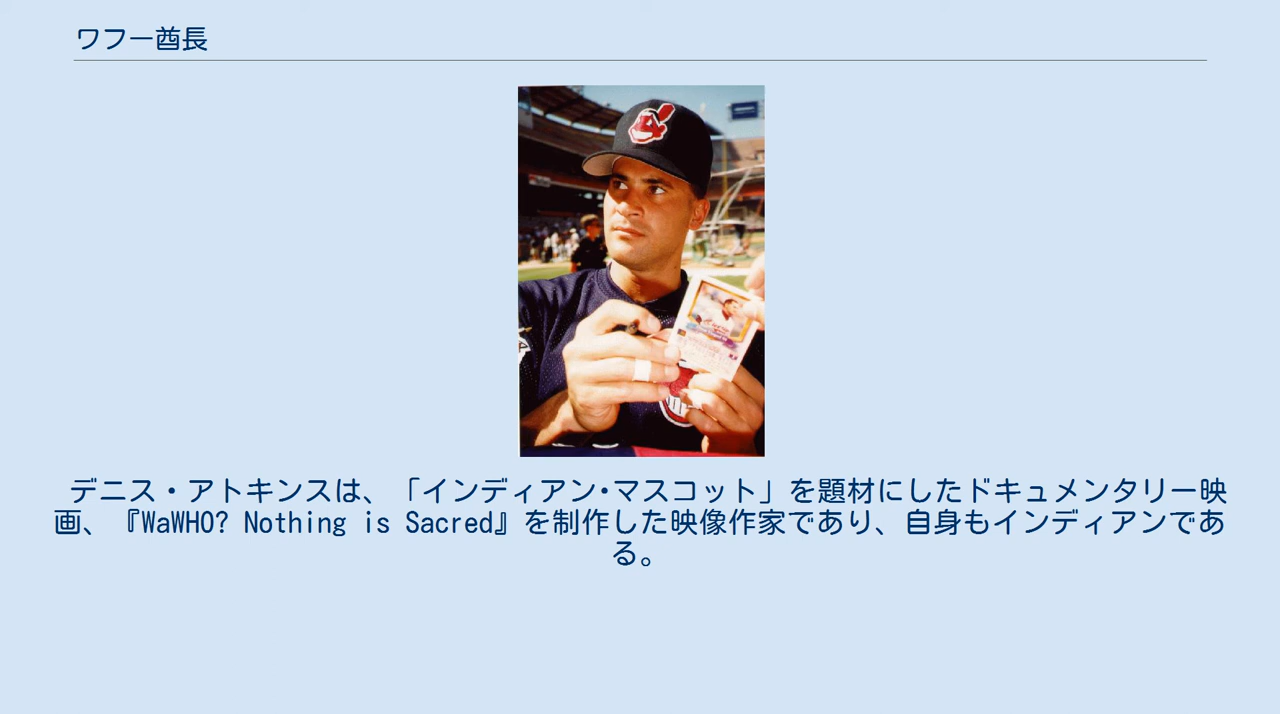 ワフー酋長
デニス・アトキンスは、「インディアン・マスコット」を題材にしたドキュメンタリー映
画、『WaWHO? Nothing is Sacred』を制作した映像作家であり、自身もインディアンであ
る。